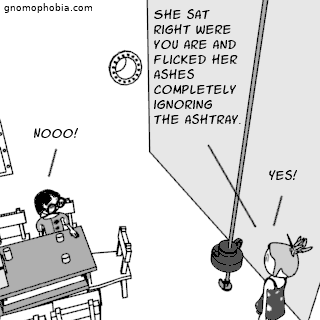 gnomophobia.com
SHE SAT
RIGHT WERE
YOU ARE AND
FLICKED HER
ASHES
COMPLETELY
IGNORING
THE ASHTRAY.
NOOO!
YES!